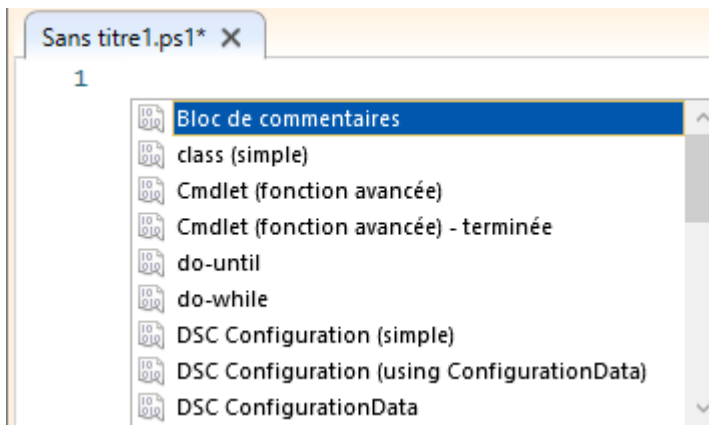 Sans titre1.ps1* X
1
Bloc de commentaires
class (simple)
Cmdlet (fonction avancée)
Cmdlet (fonction avancée) - terminée
do-until
do-while
DSC Configuration (simple)
DSC Configuration (using ConfigurationData)
DSC ConfigurationData